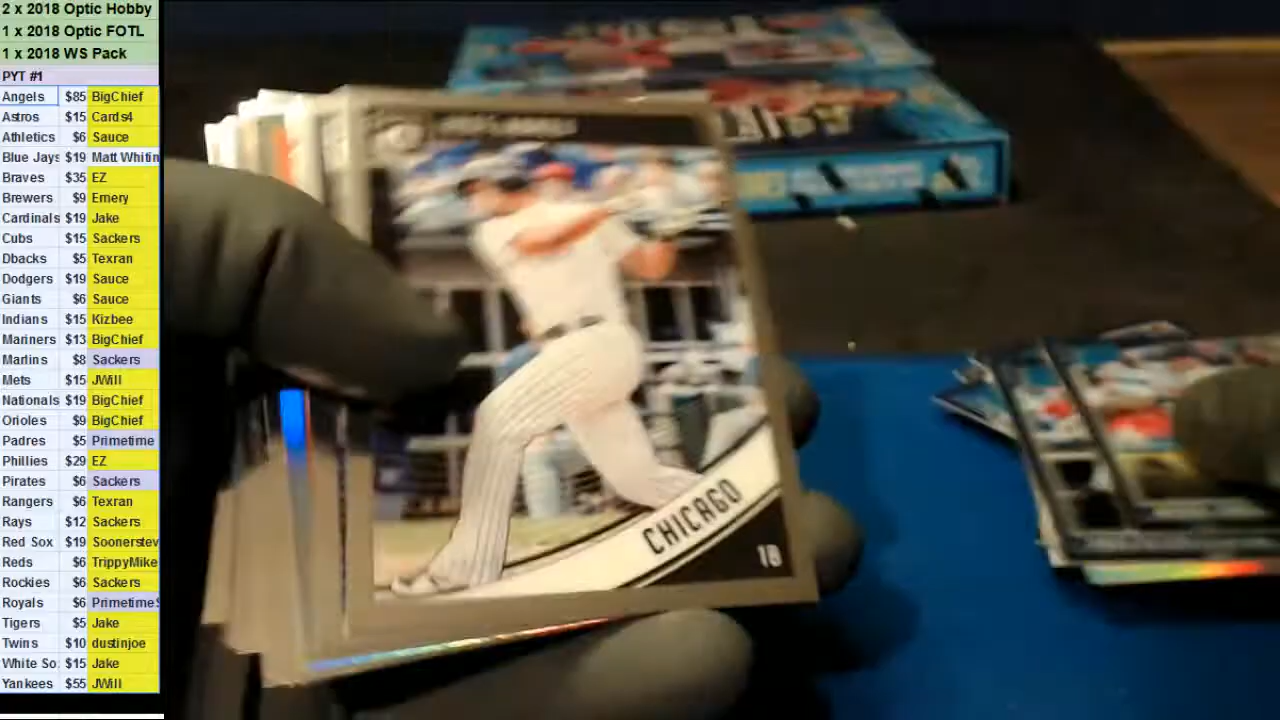 2 x 2018 Optic Hobby
1 x 2018 Optic FOTL
1 x 2018 WS Pack
PYT #1
Angels $85 BigChief
Astros $15 Cards4
Athletics $6 Sauce
Blue Jays $19 Matt Whitin
Braves $35 EZ
Brewers $9 Emery
Cardinals $19 Jake
Cubs $15 Sackers
Dbacks $5 Texran
Dodgers $19 Sauce
Giants $6 Sauce
Indians $15 Kizbee
Mariners $13 BigChief
Marlins $8 Sackers
Mets $15 JWill
Nationals $19 BigChief
Orioles $9 BigChief
Padres $5 Primetime
Phillies $29 EZ
Pirates $6 Sackers
Rangers $6 Texran
Rays $12 Sackers
Red Sox $19 Soonerstev
Reds $6 TrippyMike
Rockies $6 Sackers
Royals $6 PrimetimeS
Tigers $5 Jake
Twins $10 dustinjoe
White So $15 Jake
Yankees $55 JWill
CHICAGO
18